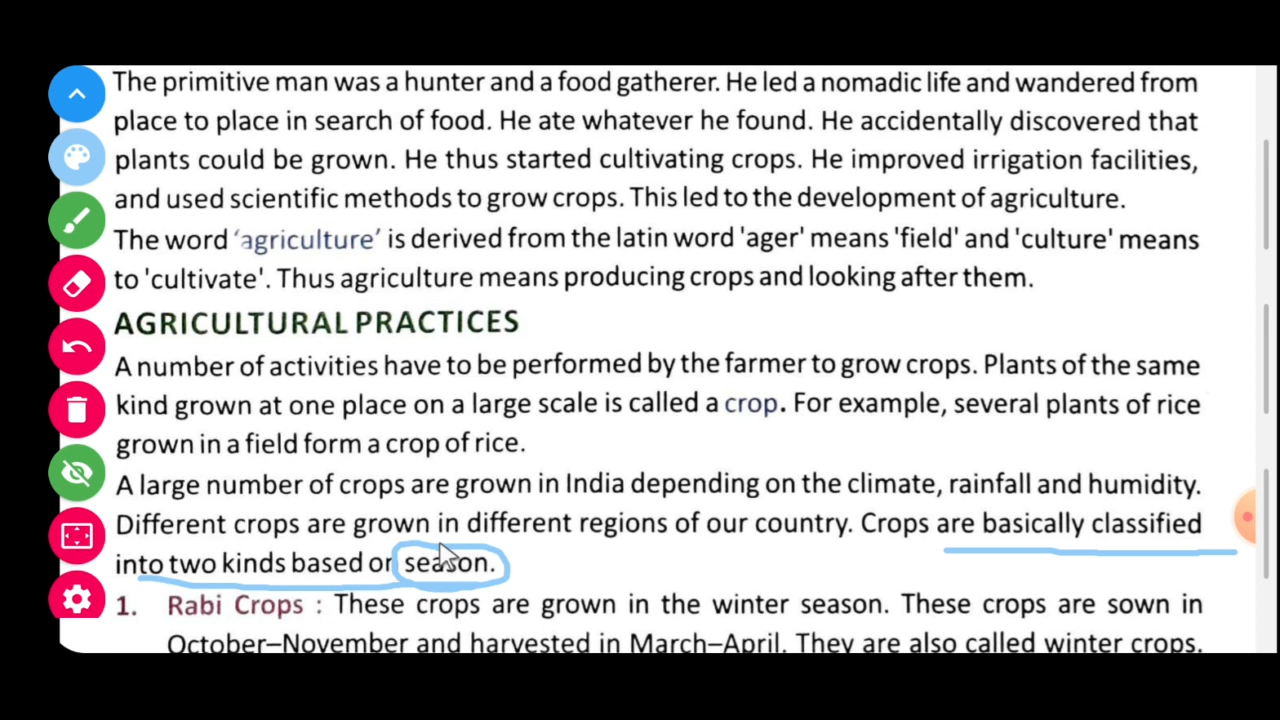 The primitive man was a hunter and a food gatherer. He led a nomadic life and wandered from
place to place in search of food. He ate whatever he found. He accidentally discovered that
plants could be grown. He thus started cultivating crops. He improved irrigation facilities,
and used scientific methods to grow crops. This led to the development of agriculture.
The word 'agriculture' is derived from the latin word 'ager' means 'field' and 'culture' means
to 'cultivate'. Thus agriculture means producing crops and looking after them.
AGRICULTURAL PRACTICES
A number of activities have to be performed by the farmer to grow crops. Plants of the same
kind grown at one place on a large scale is called a crop. For example, several plants of rice
grown in a field form a crop of rice.
A large number of crops are grown in India depending on the climate, rainfall and humidity.
Different crops are grown in different regions of our country. Crops are basically classified
into two kinds based on season.
1. Rabi Crops : These crops are grown in the winter season. These crops are sown in
October–November and harvested in March–April. They are also called winter crops.